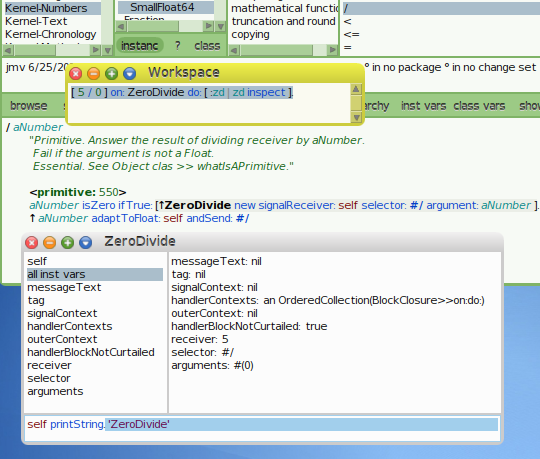 Kernel-Numbers
Kernel-Text
Kernel-Chronology
SmallFloat64
instanc ? class
mathematical functio
truncation and round
copying
/
<
<=
=
jmv 6/25/20
° in no package ° in no change set
Workspace
[ 5 / 0 ] on: ZeroDivide do: [ :zd | zd inspect ].
browse s
archy inst vars class vars show
/ aNumber
"Primitive. Answer the result of dividing receiver by aNumber.
Fail if the argument is not a Float.
Essential. See Object clas >> whatIsAPrimitive."
<primitive: 550>
aNumber isZero ifTrue: [↑ZeroDivide new signalReceiver: self selector: #/ argument: aNumber ].
↑ aNumber adaptToFloat: self andSend: #/
ZeroDivide
self
all inst vars
messageText
tag
signalContext
handlerContexts
outerContext
handlerBlockNotCurtailed
receiver
selector
arguments
messageText: nil
tag: nil
signalContext: nil
handlerContexts: an OrderedCollection(BlockClosure>>on:do:)
outerContext: nil
handlerBlockNotCurtailed: true
receiver: 5
selector: #/
arguments: #(0)
self printString. 'ZeroDivide'